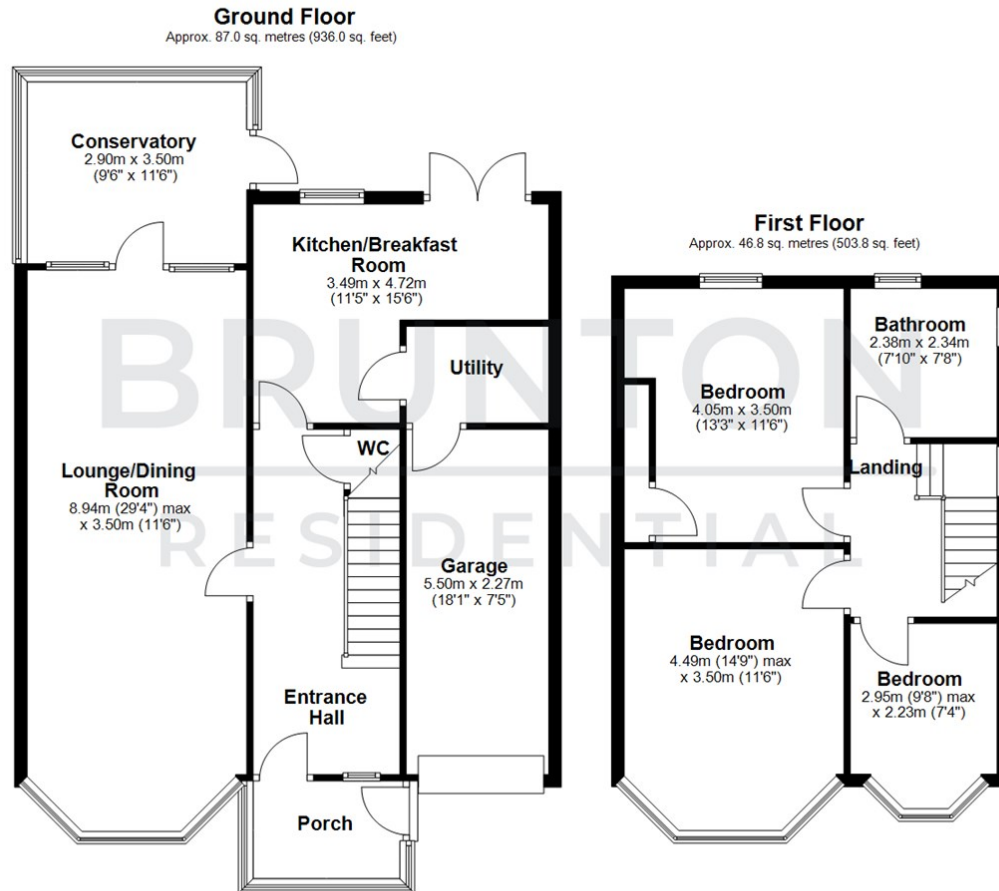 Ground Floor
Approx. 87.0 sq. metres (936.0 sq. feet)
Conservatory
2.90m x 3.50m
(9'6" x 11'6")
Kitchen/Breakfast
Room
3.49m x 4.72m
(11'5" x 15'6")
Utility
WC
Lounge/Dining
Room
8.94m (29'4") max
x 3.50m (11'6")
Garage
5.50m x 2.27m
(18'1" x 7'5")
Entrance
Hall
Porch
First Floor
Approx. 46.8 sq. metres (503.8 sq. feet)
Bathroom
2.38m x 2.34m
(7'10" x 7'8")
Bedroom
4.05m x 3.50m
(13'3" x 11'6")
Landing
Bedroom
4.49m (14'9") max
x 3.50m (11'6")
Bedroom
2.95m (9'8") max
x 2.23m (7'4")
BRUNTON
RESIDENTIAL